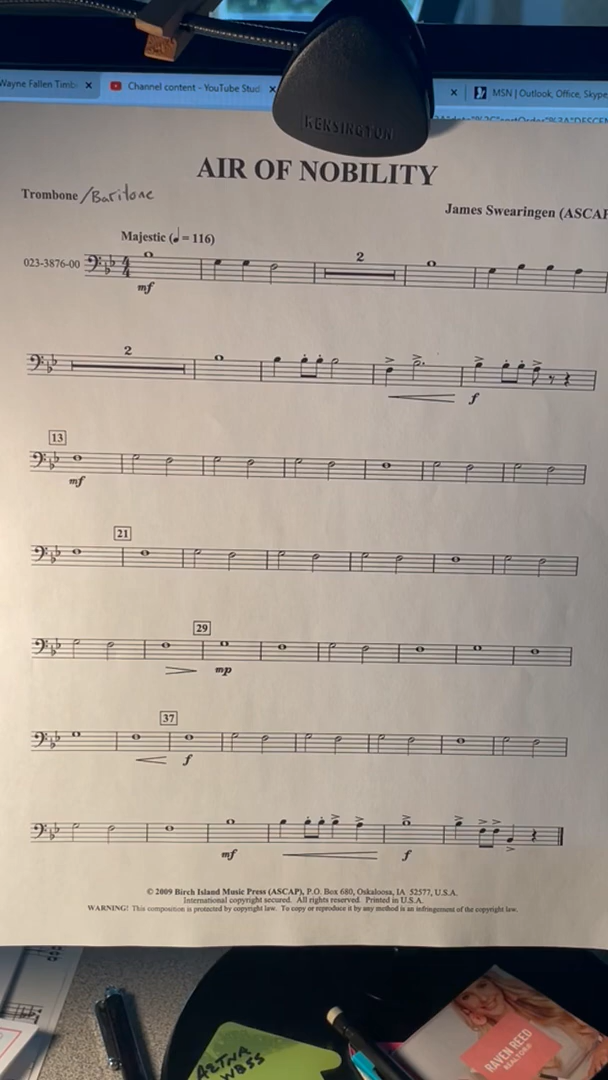 Wayne Fallen Timb
Channel content - YouTube Stud
MSN | Outlook, Office, Skype
KENSINGTON
AIR OF NOBILITY
Trombone /Baritone
James Swearingen (ASCAP
Majestic (♩ = 116)
023-3876-00
4
4
2
mf
2
f
13
mf
21
29
mp
37
f
mf
f
© 2009 Birch Island Music Press (ASCAP), P.O. Box 680, Oskaloosa, IA 52577, U.S.A.
International copyright secured. All rights reserved. Printed in U.S.A.
WARNING! This composition is protected by copyright law. To copy or reproduce it by any method is an infringement of the copyright law.
AETNA
RAVEN REED
REALTOR®